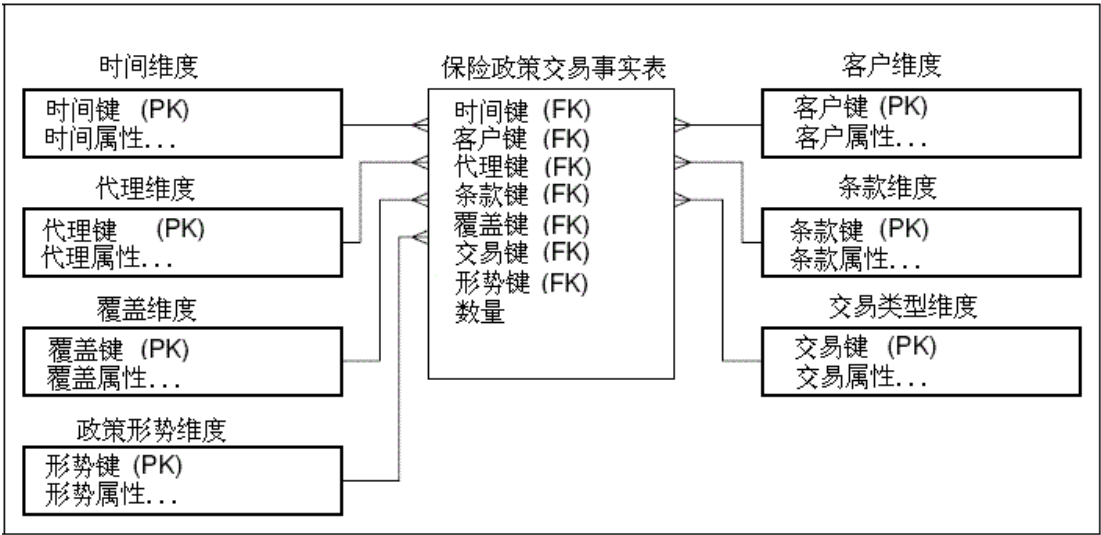 时间维度
时间键 (PK)
时间属性...
代理维度
代理键 (PK)
代理属性...
覆盖维度
覆盖键 (PK)
覆盖属性...
政策形势维度
形势键 (PK)
形势属性...
保险政策交易事实表
时间键 (FK)
客户键 (FK)
代理键 (FK)
条款键 (FK)
覆盖键 (FK)
交易键 (FK)
形势键 (FK)
数量
客户维度
客户键 (PK)
客户属性...
条款维度
条款键 (PK)
条款属性...
交易类型维度
交易键 (PK)
交易属性...